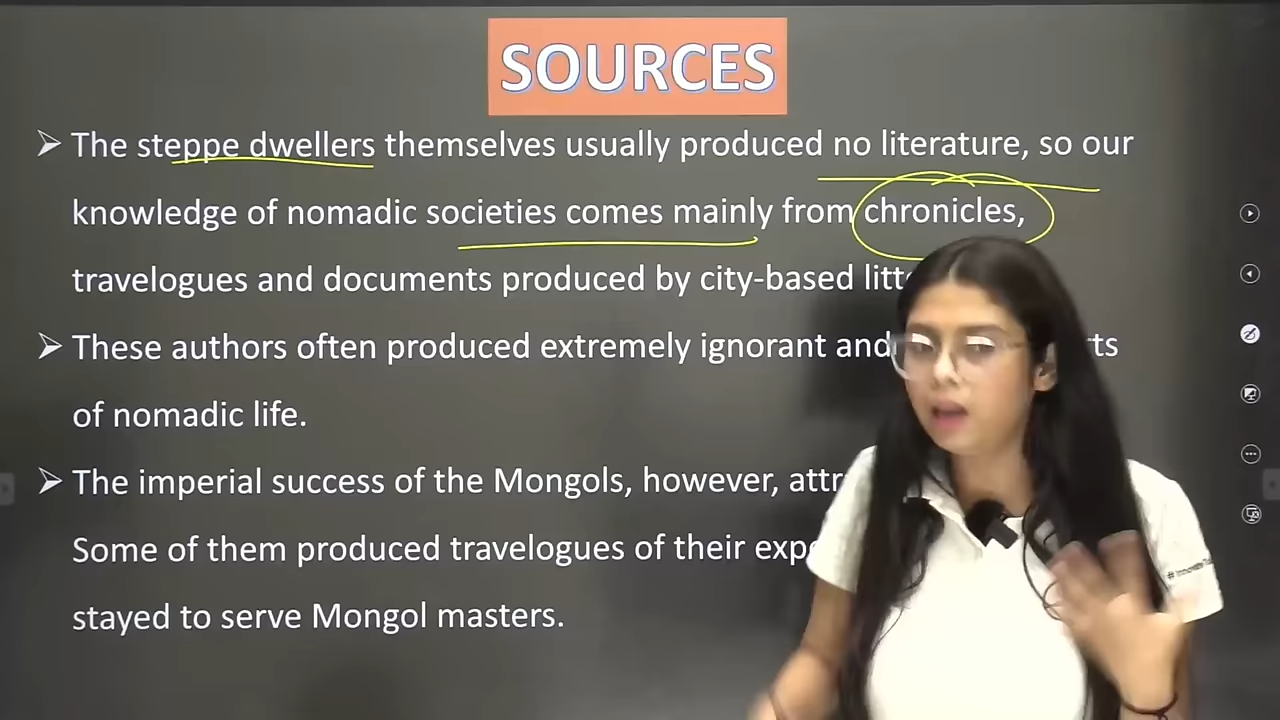 SOURCES
➢ The steppe dwellers themselves usually produced no literature, so our
knowledge of nomadic societies comes mainly from chronicles,
travelogues and documents produced by city-based
➢ These authors often produced extremely ignorant and
of nomadic life.
➢ The imperial success of the Mongols, however,
Some of them produced travelogues of their
stayed to serve Mongol masters.